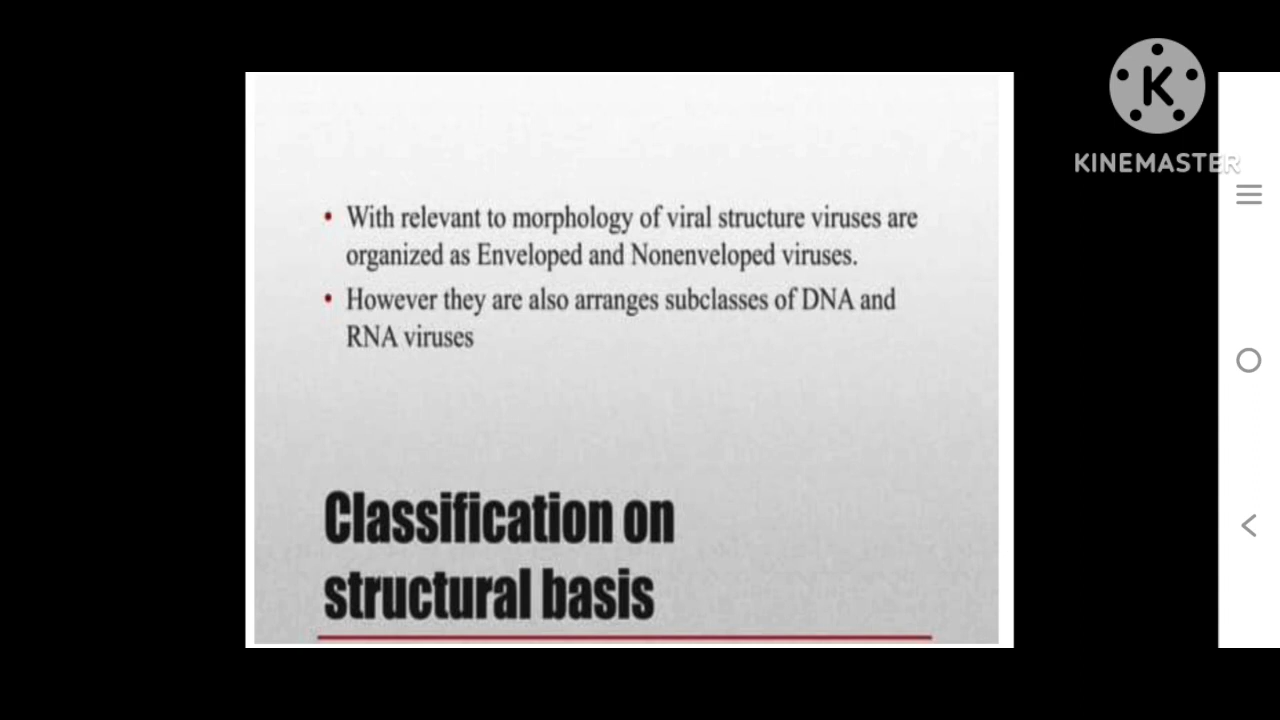 With relevant to morphology of viral structure viruses are
organized as Enveloped and Nonenveloped viruses.
However they are also arranges subclasses of DNA and
RNA viruses
Classification on
structural basis
K
KINEMASTER